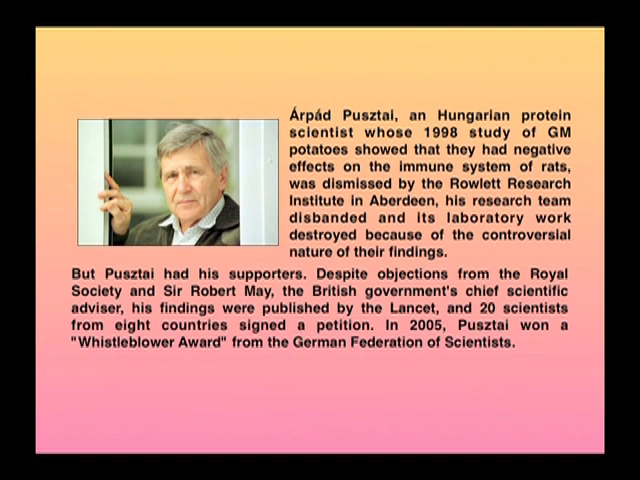 Árpád Pusztai, an Hungarian protein
scientist whose 1998 study of GM
potatoes showed that they had negative
effects on the immune system of rats,
was dismissed by the Rowlett Research
Institute in Aberdeen, his research team
disbanded and its laboratory work
destroyed because of the controversial
nature of their findings.
But Pusztai had his supporters. Despite objections from the Royal
Society and Sir Robert May, the British government's chief scientific
adviser, his findings were published by the Lancet, and 20 scientists
from eight countries signed a petition. In 2005, Pusztai won a
"Whistleblower Award" from the German Federation of Scientists.